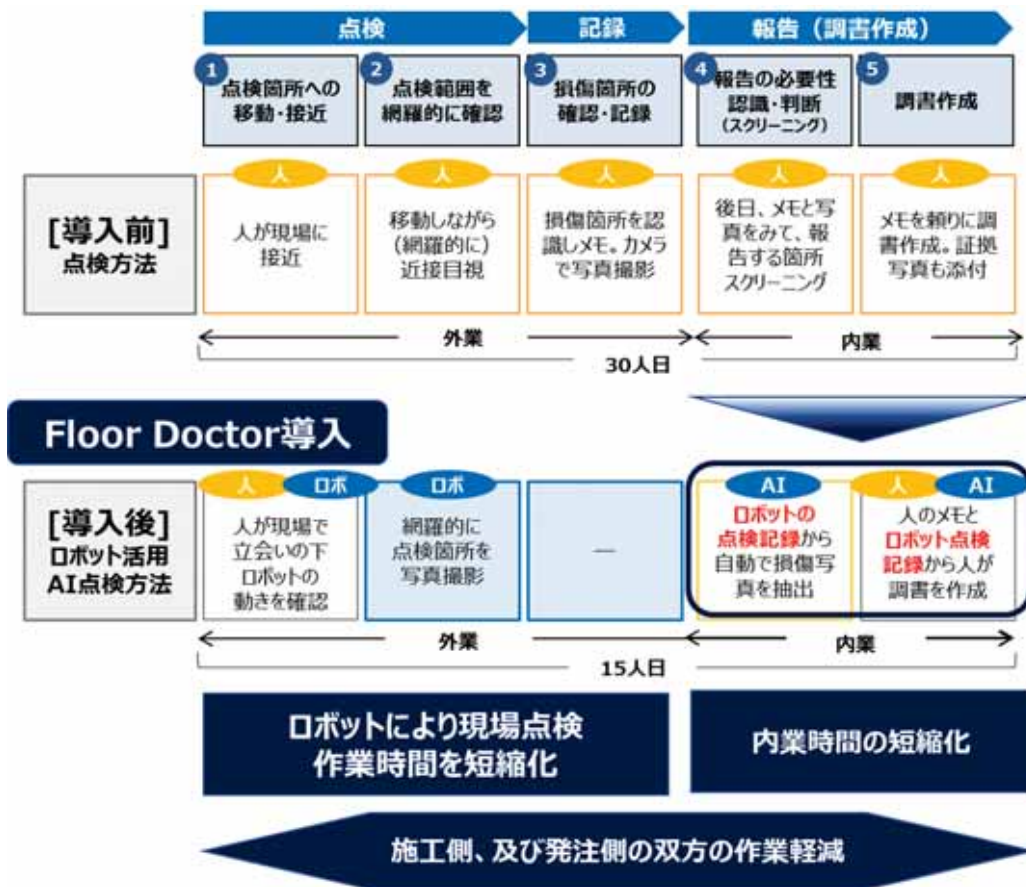 点検
記録
報告（調書作成）
1
点検箇所への
移動・接近
2
点検範囲を
網羅的に確認
3
損傷箇所の
確認・記録
4
報告の必要性
認識・判断
（スクリーニング）
5
調書作成
[導入前]
点検方法
人
人が現場に
接近
人
移動しながら
（網羅的に）
近接目視
人
損傷箇所を認
識しメモ。カメラ
で写真撮影
人
後日、メモと写
真をみて、報
告する箇所
スクリーニング
人
メモを頼りに調
書作成。証拠
写真も添付
外業
内業
30人日
Floor Doctor導入
[導入後]
ロボット活用
AI点検方法
人
ロボ
人が現場で
立会いの下
ロボットの
動きを確認
ロボ
網羅的に
点検箇所を
写真撮影
—
AI
ロボットの
点検記録から
自動で損傷写
真を抽出
人
AI
人のメモと
ロボット点検
記録から人が
調書を作成
外業
内業
15人日
ロボットにより現場点検
作業時間を短縮化
内業時間の短縮化
施工側、及び発注側の双方の作業軽減